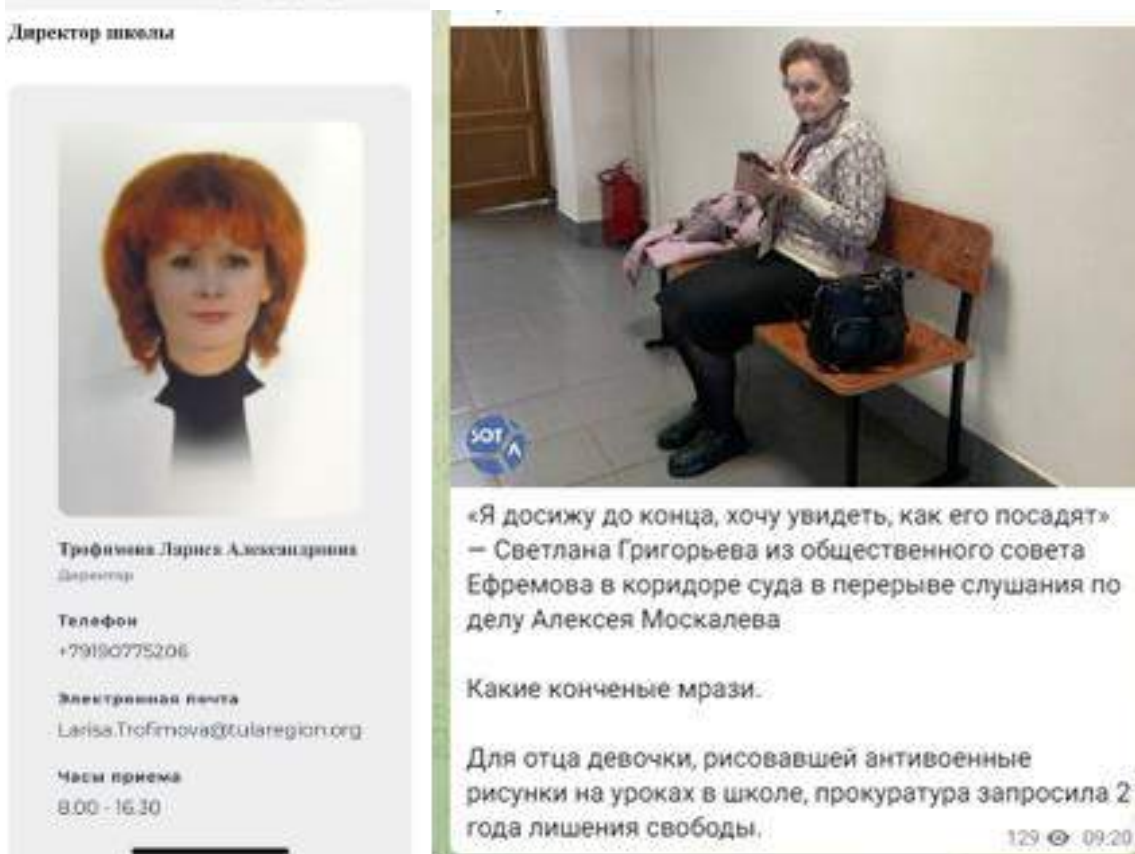 Директор школы
Трофимова Лариса Александровна
Директор
Телефон
+79190775206
Электронная почта
Larisa.Trofimova@tularegion.org
Часы приема
8.00 - 16.30
SOTA
«Я досижу до конца, хочу увидеть, как его посадят»
— Светлана Григорьева из общественного совета
Ефремова в коридоре суда в перерыве слушания по
делу Алексея Москалева
Какие конченые мрази.
Для отца девочки, рисовавшей антивоенные
рисунки на уроках в школе, прокуратура запросила 2
года лишения свободы.
129 09:20